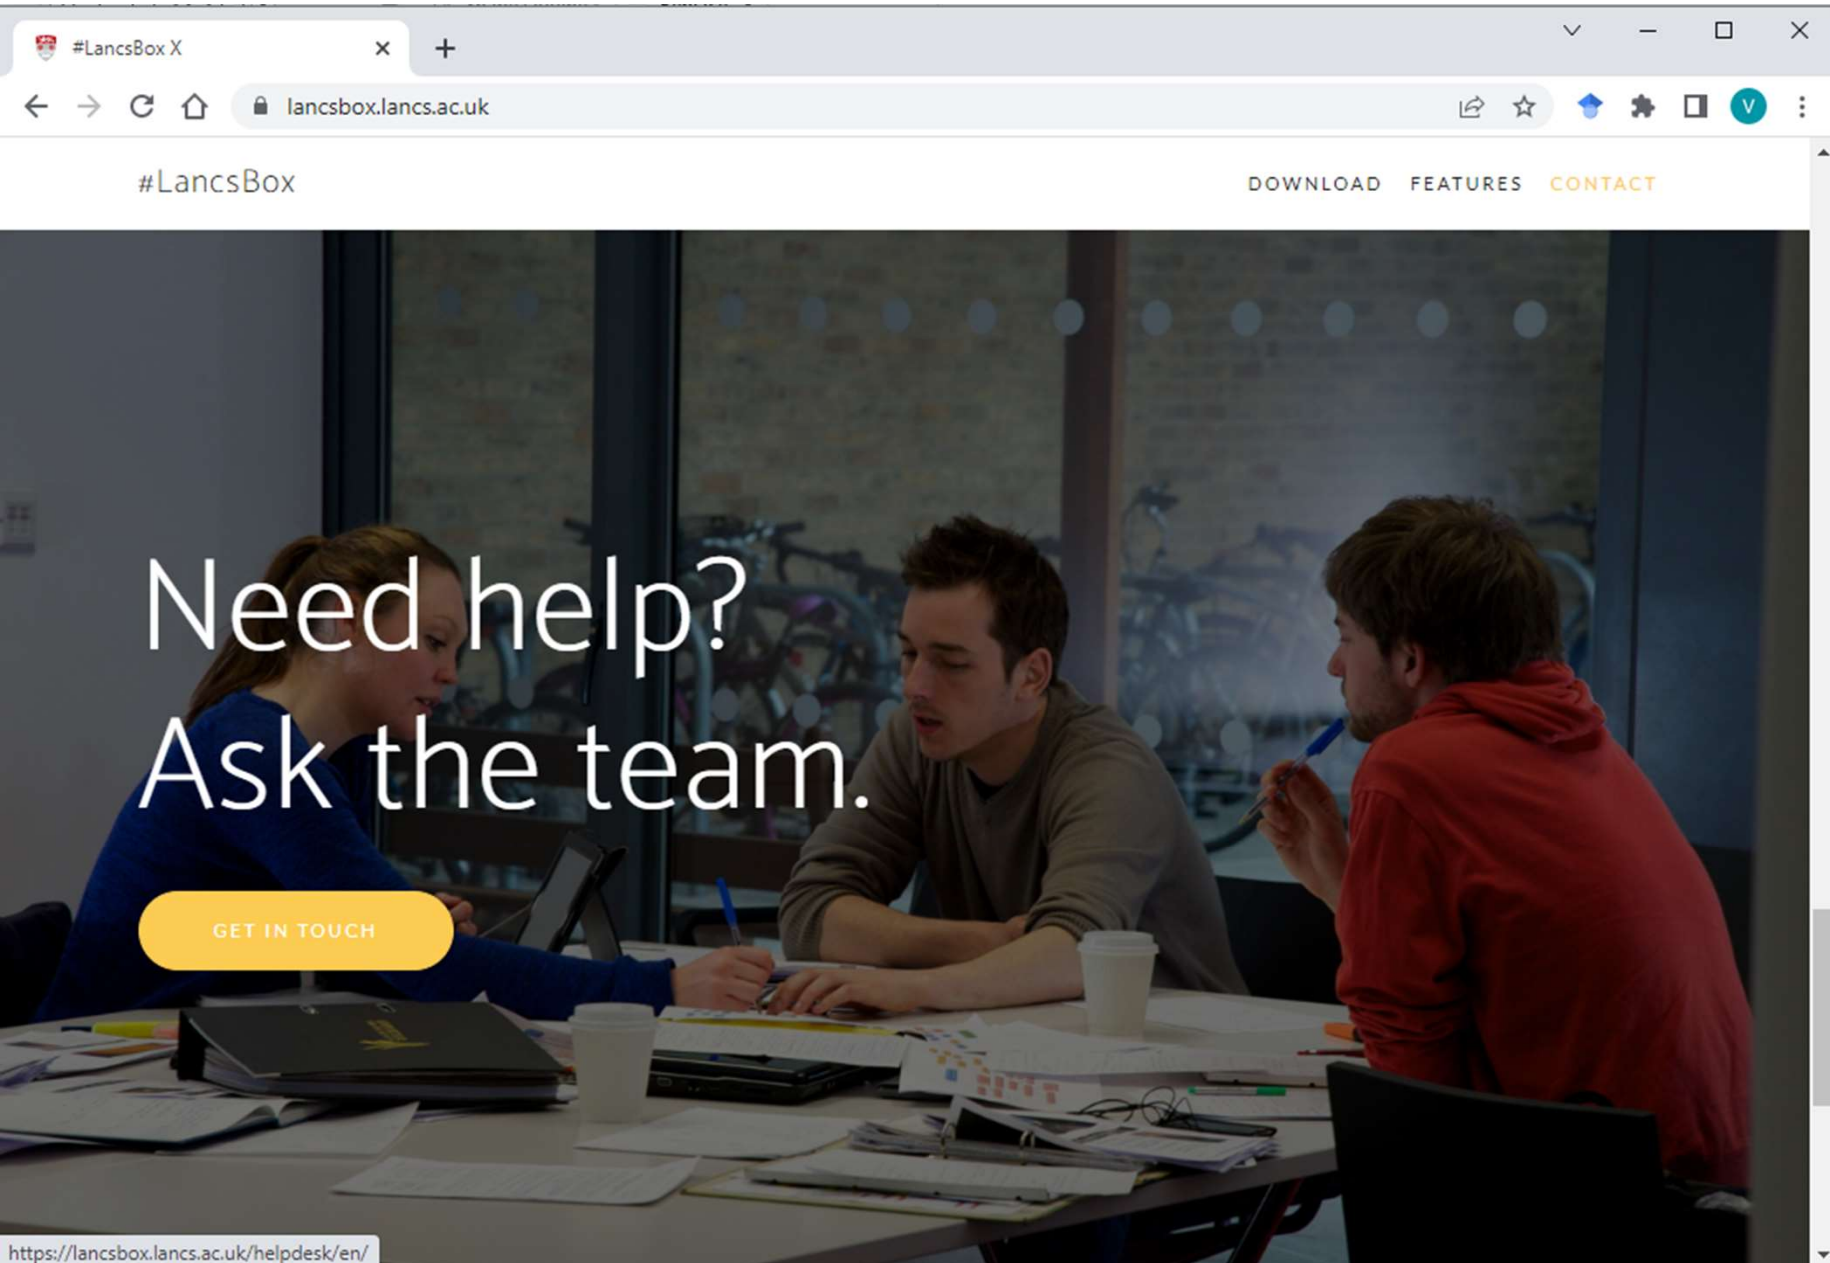 #LancsBox X
lancsbox.lancs.ac.uk
V
#LancsBox
DOWNLOAD FEATURES CONTACT
Need help?
Ask the team.
GET IN TOUCH
https://lancsbox.lancs.ac.uk/helpdesk/en/